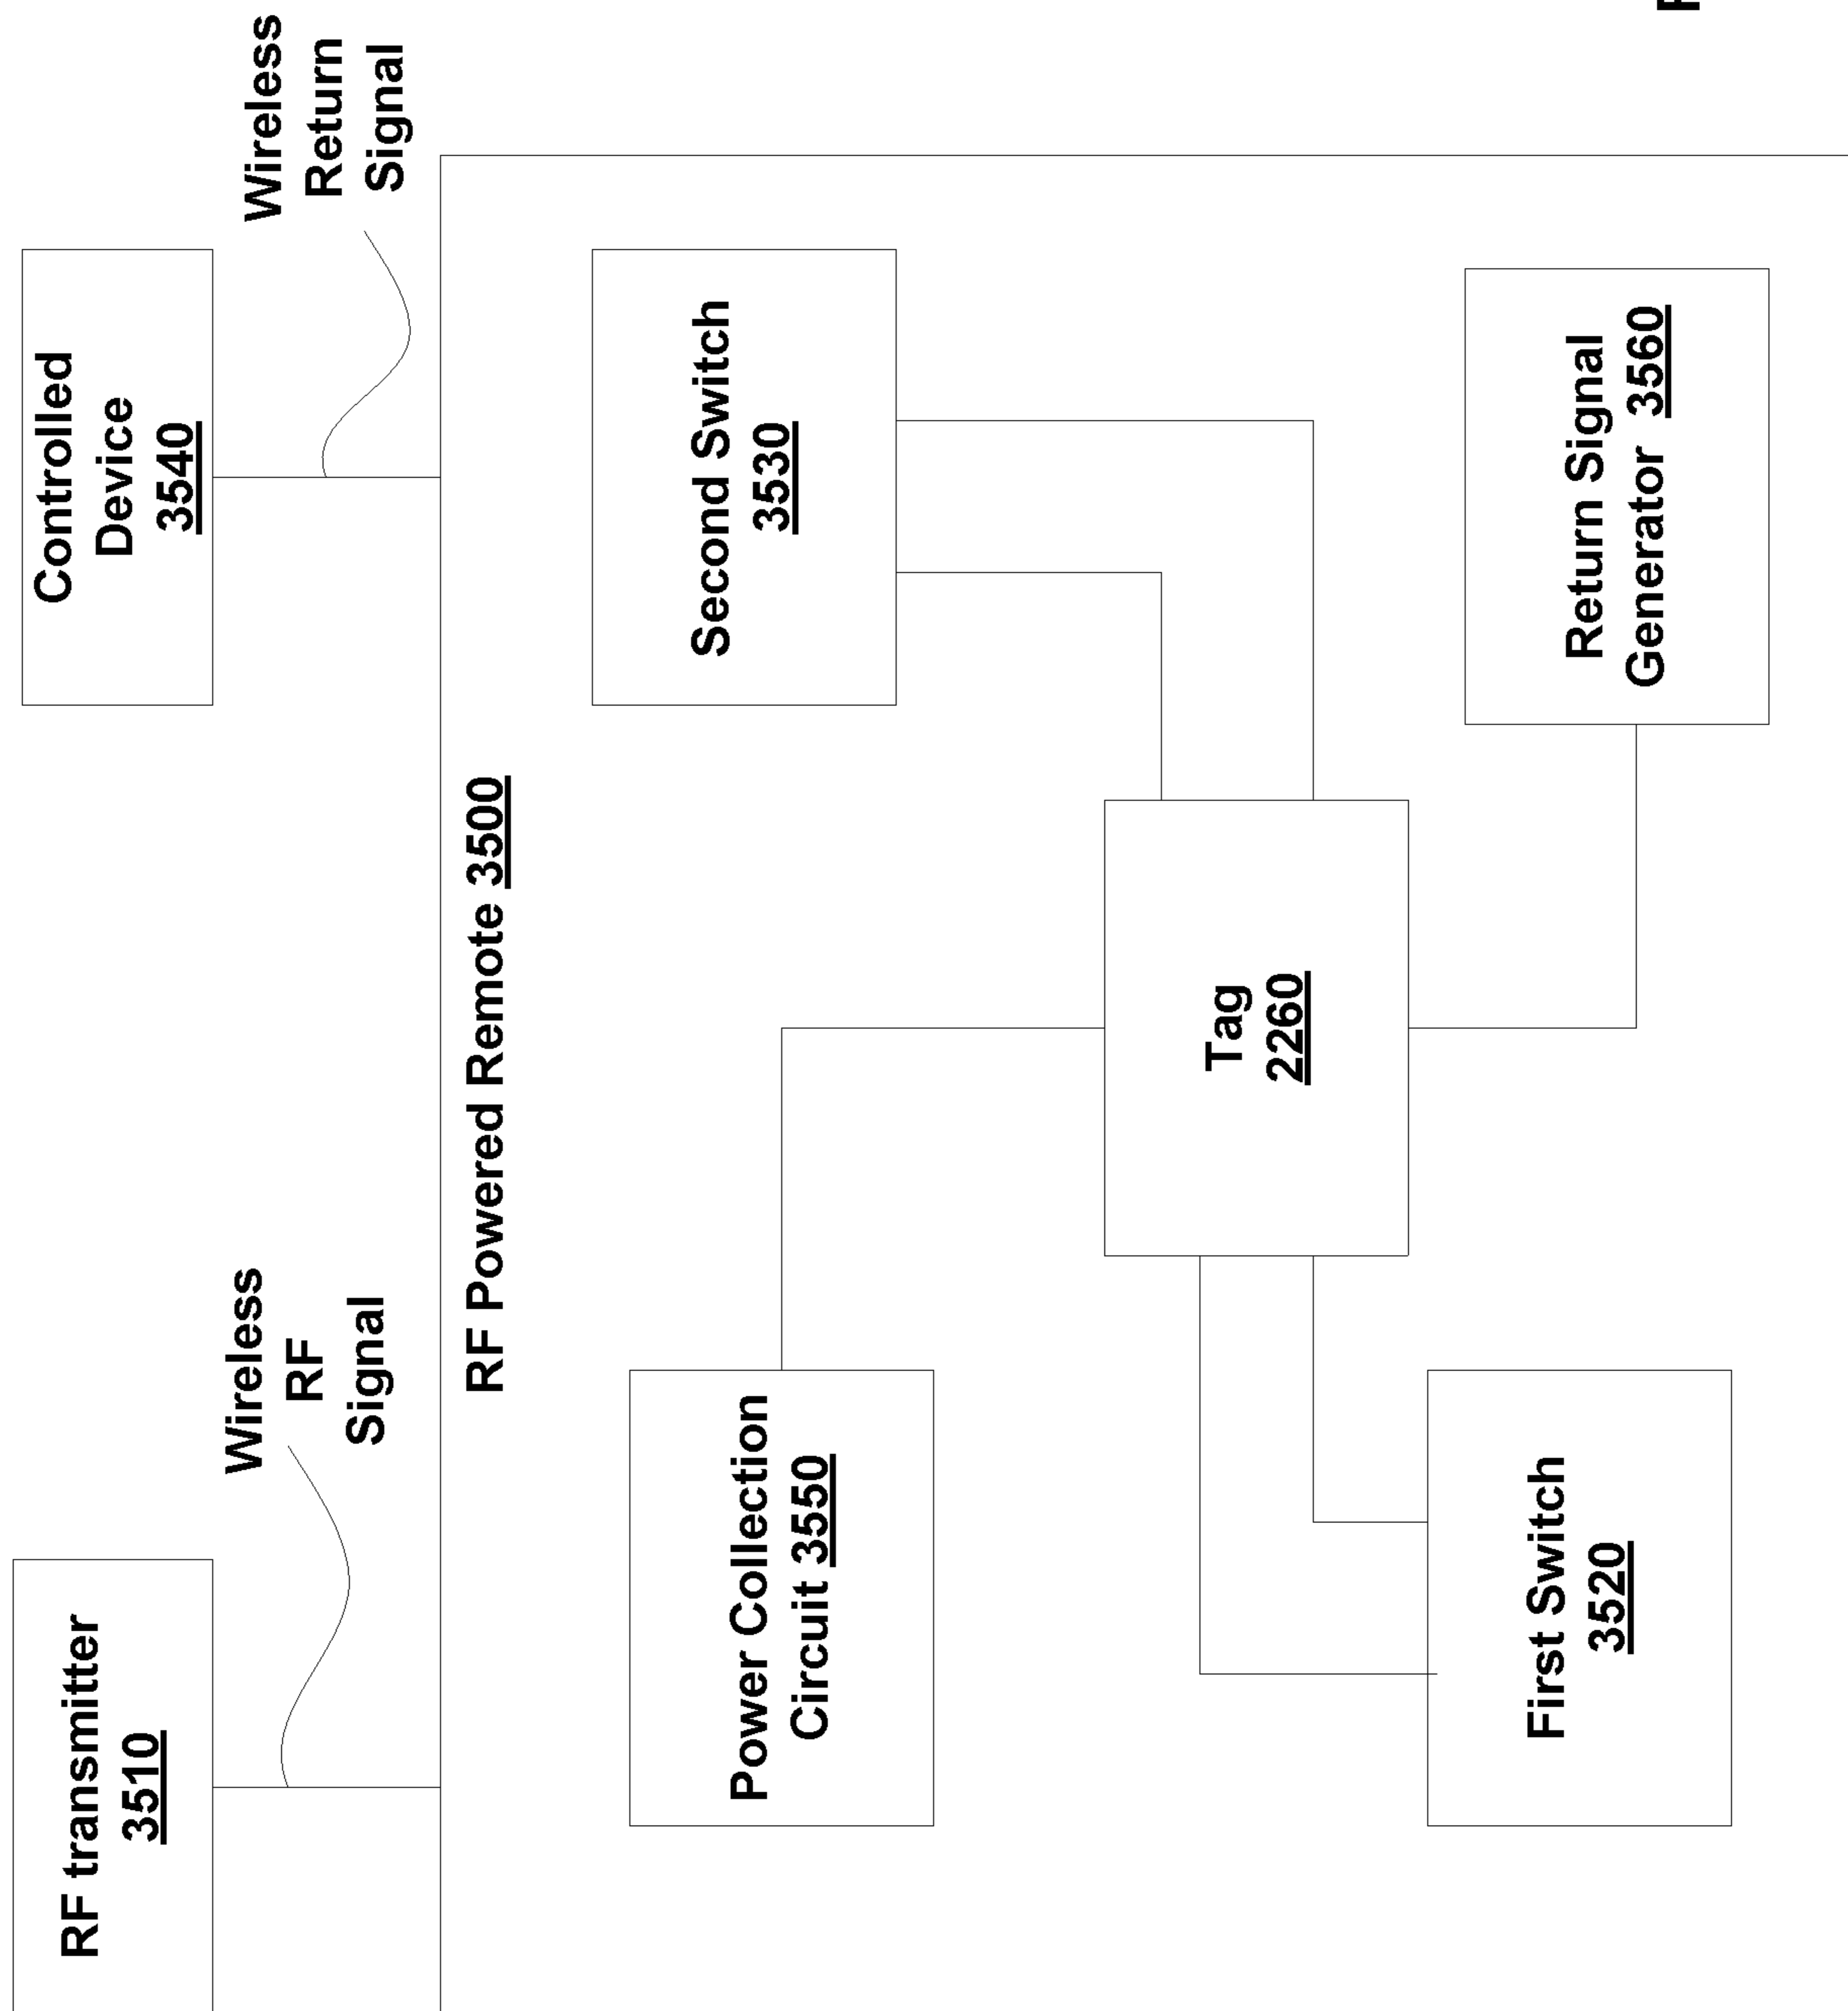 RF transmitter
3510
Wireless
RF
Signal
Controlled
Device
3540
Wireless
Return
Signal
RF Powered Remote 3500
Power Collection
Circuit 3550
Second Switch
3530
Tag
2260
First Switch
3520
Return Signal
Generator 3560